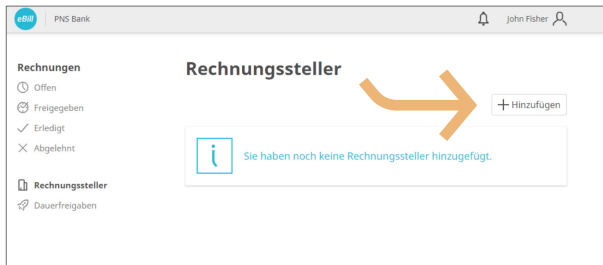 eBill PNS Bank John Fisher
Rechnungen
Offen
Freigegeben
Erledigt
Abgelehnt
Rechnungssteller
Dauerfreigaben
Rechnungssteller
Hinzufügen
Sie haben noch keine Rechnungssteller hinzugefügt.